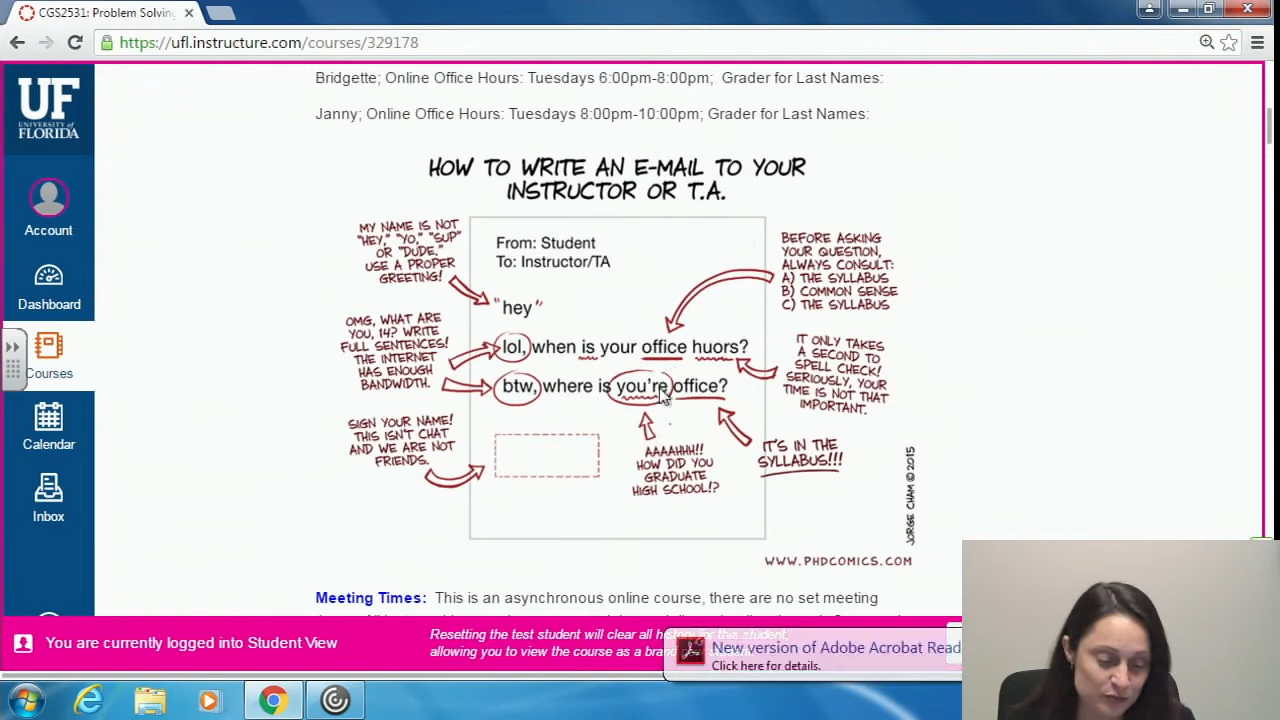 CGS2531: Problem Solving
https://ufl.instructure.com/courses/329178
UF
UNIVERSITY of
FLORIDA
Account
Dashboard
Courses
Calendar
Inbox
Bridgette; Online Office Hours: Tuesdays 6:00pm-8:00pm; Grader for Last Names:
Janny; Online Office Hours: Tuesdays 8:00pm-10:00pm; Grader for Last Names:
HOW TO WRITE AN E-MAIL TO YOUR
INSTRUCTOR OR T.A.
MY NAME IS NOT
"HEY," "YO," "SUP"
OR "DUDE."
USE A PROPER
GREETING!
OMG, WHAT ARE
YOU, 14? WRITE
FULL SENTENCES!
THE INTERNET
HAS ENOUGH
BANDWIDTH.
SIGN YOUR NAME!
THIS ISN'T CHAT
AND WE ARE NOT
FRIENDS.
From: Student
To: Instructor/TA
"hey"
lol, when is your office huors?
btw, where is you're office?
AAAAHH!!
HOW DID YOU
GRADUATE
HIGH SCHOOL!?
BEFORE ASKING
YOUR QUESTION,
ALWAYS CONSULT:
A) THE SYLLABUS
B) COMMON SENSE
C) THE SYLLABUS
IT ONLY TAKES
A SECOND TO
SPELL CHECK!
SERIOUSLY, YOUR
TIME IS NOT THAT
IMPORTANT.
IT'S IN THE
SYLLABUS!!!
JORGE CHAM © 2015
WWW.PHDCOMICS.COM
Meeting Times: This is an asynchronous online course, there are no set meeting
You are currently logged into Student View
Resetting the test student will clear all history for this student,
allowing you to view the course as a brand
New version of Adobe Acrobat Read
Click here for details.